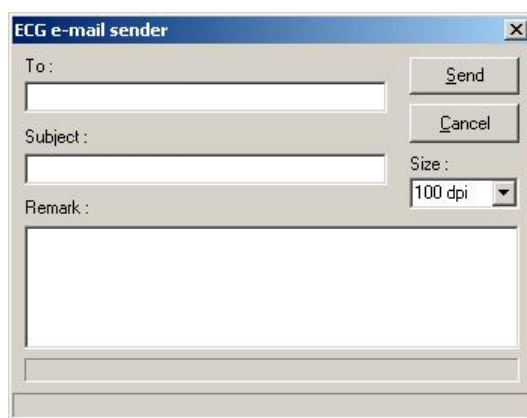 ECG e-mail sender
To :
Send
Cancel
Subject :
Size :
100 dpi
Remark :